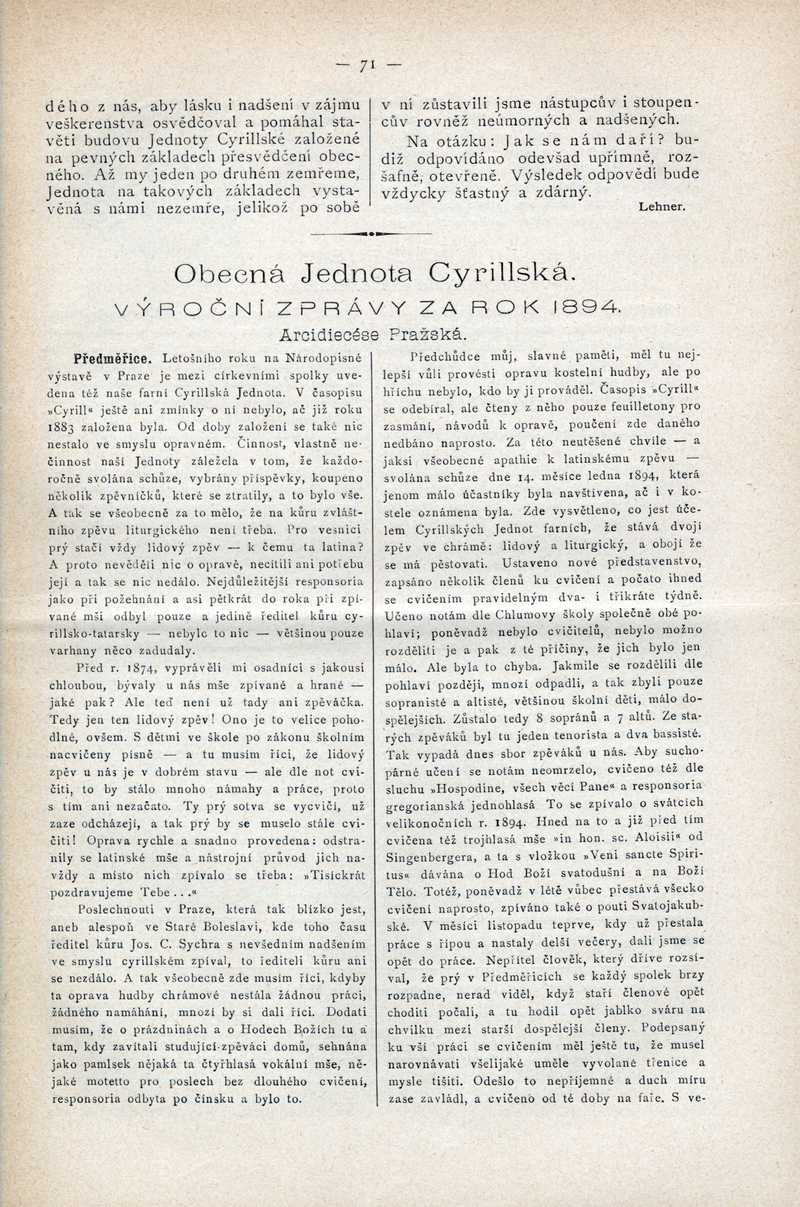 — 71 —
dého z nás, aby lásku i nadšení v zájmu
veškerenstva osvědčoval a pomáhal sta-
věti budovu Jednoty Cyrillské založené
na pevných základech přesvědčení obec-
ného. Až my jeden po druhém zemřeme,
Jednota na takových základech vysta-
věná s námi nezemře, jelikož po sobě
v ní zůstavili jsme nástupcův i stoupen-
cův rovněž neúmorných a nadšených.
Na otázku: Jak se nám daří? bu-
diž odpovídáno odevšad upřímně, roz-
šafně, otevřeně. Výsledek odpovědí bude
vždycky šťastný a zdárný.
Lehner.
Obecná Jednota Cyrillská.
VÝROČNÍ ZPRÁVY ZA ROK 1894.
Arcidiecése Pražská.
Předměřice. Letošního roku na Národopisné
výstavě v Praze je mezi církevními spolky uve-
dena též naše farní Cyrillská Jednota. V časopisu
»Cyrill« ještě ani zmínky o ní nebylo, ač již roku
1883 založena byla. Od doby založení se také nic
nestalo ve smyslu opravném. Činnost, vlastně ne-
činnost naší Jednoty záležela v tom, že každo-
ročně svolána schůze, vybrány příspěvky, koupeno
několik zpěvníčků, které se ztratily, a to bylo vše.
A tak se všeobecně za to mělo, že na kůru zvlášt-
ního zpěvu liturgického není třeba. Pro vesnici
prý stačí vždy lidový zpěv — k čemu ta latina?
A proto nevěděli nic o opravě, necítili ani potřebu
její a tak se nic nedálo. Nejdůležitější responsoria
jako při požehnání a asi pětkrát do roka při zpí-
vané mši odbyl pouze a jedině ředitel kůru cy-
rillsko-tatarsky — nebylo to nic — většinou pouze
varhany něco zadudaly.
Před r. 1874, vyprávěli mi osadníci s jakousi
chloubou, bývaly u nás mše zpívané a hrané —
jaké pak? Ale teď není už tady ani zpěváčka.
Tedy jen ten lidový zpěv! Ono je to velice poho-
dlné, ovšem. S dětmi ve škole po zákonu školním
nacvičeny písně — a tu musím říci, že lidový
zpěv u nás je v dobrém stavu — ale dle not cvi-
čiti, to by stálo mnoho námahy a práce, proto
s tím ani nezačato. Ty prý sotva se vycvičí, už
zaze odcházejí, a tak prý by se muselo stále cvi-
čiti! Oprava rychle a snadno provedena: odstra-
nily se latinské mše a nástrojní průvod jich na-
vždy a místo nich zpívalo se třeba: »Tisíckrát
pozdravujeme Tebe . . .«
Poslechnouti v Praze, která tak blízko jest,
aneb alespoň ve Staré Boleslavi, kde toho času
ředitel kůru Jos. C. Sychra s nevšedním nadšením
ve smyslu cyrillském zpíval, to řediteli kůru ani
se nezdálo. A tak všeobecně zde musím říci, kdyby
ta oprava hudby chrámové nestála žádnou práci,
žádného namáhání, mnozí by si dali říci. Dodati
musím, že o prázdninách a o Hodech Božích tu a
tam, kdy zavítali studující-zpěváci domů, sehnána
jako pamlsek nějaká ta čtyřhlasá vokální mše, ně-
jaké motetto pro poslech bez dlouhého cvičení,
responsoria odbyta po čínsku a bylo to.
Předchůdce můj, slavné paměti, měl tu nej-
lepší vůli provésti opravu kostelní hudby, ale po
hříchu nebylo, kdo by ji prováděl. Časopis »Cyrill«
se odebíral, ale čteny z něho pouze feuilletony pro
zasmání, návodů k opravě, poučení zde daného
nedbáno naprosto. Za této neutěšené chvíle — a
jaksi všeobecné apathie k latinskému zpěvu —
svolána schůze dne 14. měsíce ledna 1894, která
jenom málo účastníky byla navštívena, ač i v ko-
stele oznámena byla. Zde vysvětleno, co jest úče-
lem Cyrillských Jednot farních, že stává dvojí
zpěv ve chrámě: lidový a liturgický, a obojí že
se má pěstovati. Ustaveno nové představenstvo,
zapsáno několik členů ku cvičení a počato ihned
se cvičením pravidelným dva- i třikráte týdně.
Učeno notám dle Chlumovy školy společně obé po-
hlaví; poněvadž nebylo cvičitelů, nebylo možno
rozděliti je a pak z té příčiny, že jich bylo jen
málo. Ale byla to chyba. Jakmile se rozdělili dle
pohlaví později, mnozí odpadli, a tak zbyli pouze
sopranisté a altisté, většinou školní děti, málo do-
spělejších. Zůstalo tedy 8 sopránů a 7 altů. Ze sta-
rých zpěváků byl tu jeden tenorista a dva bassisté.
Tak vypadá dnes sbor zpěváků u nás. Aby sucho-
párné učení se notám neomrzelo, cvičeno též dle
sluchu »Hospodine, všech věcí Pane« a responsoria
gregorianská jednohlasá To se zpívalo o svátcích
velikonočních r. 1894. Hned na to a již před tím
cvičena též trojhlasá mše »in hon. sc. Aloisii« od
Singenbergera, a ta s vložkou »Veni sancte Spiri-
tus« dávána o Hod Boží svatodušní a na Boží
Tělo. Totéž, poněvadž v létě vůbec přestává všecko
cvičení naprosto, zpíváno také o pouti Svatojakub-
ské. V měsíci listopadu teprve, kdy už přestala
práce s řípou a nastaly delší večery, dali jsme se
opět do práce. Nepřítel člověk, který dříve rozsí-
val, že prý v Předměřicích se každý spolek brzy
rozpadne, nerad viděl, když staří členové opět
choditi počali, a tu hodil opět jablko sváru na
chvilku mezi starší dospělejší členy. Podepsaný
ku vší práci se cvičením měl ještě tu, že musel
narovnávati všelijaké uměle vyvolané třenice a
mysle tišiti. Odešlo to nepříjemné a duch míru
zase zavládl, a cvičeno od té doby na faře. S ve-